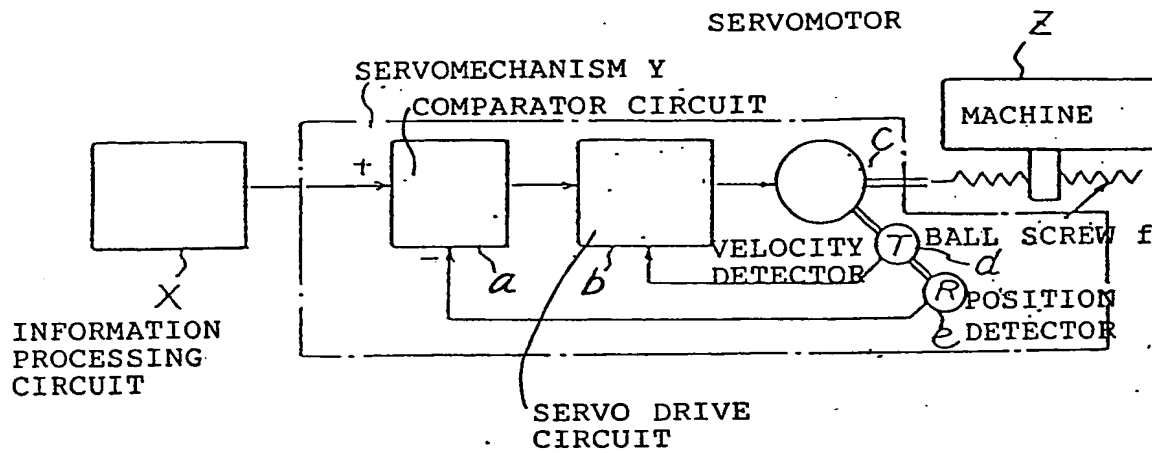 SERVOMOTOR
Z
SERVOMECHANISM Y
COMPARATOR CIRCUIT
MACHINE
C
+
-
a
b
VELOCITY
DETECTOR
T
d
BALL SCREW f
R
e
POSITION
DETECTOR
X
INFORMATION
PROCESSING
CIRCUIT
SERVO DRIVE
CIRCUIT